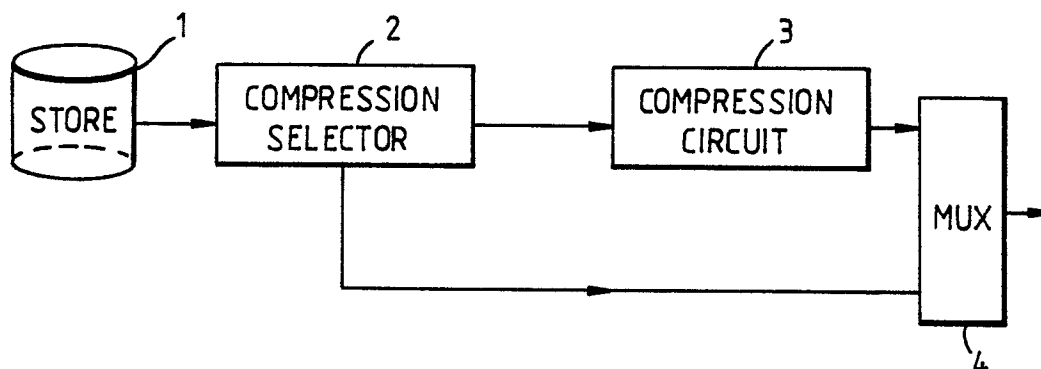 1
2
3
STORE
COMPRESSION
SELECTOR
COMPRESSION
CIRCUIT
MUX
4